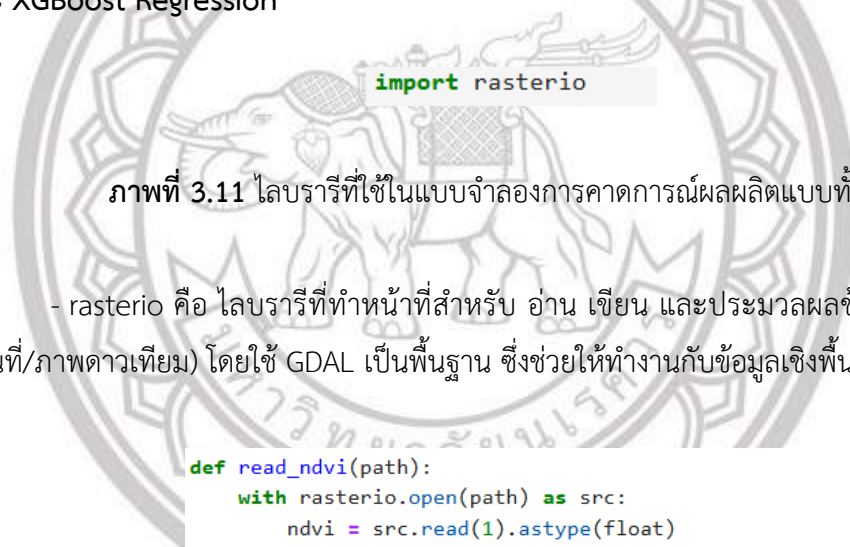 XGBoost Regression
import rasterio
ภาพที่ 3.11 ไลบรารีที่ใช้ในแบบจำลองการคาดการณ์ผลผลิตแบบทั้
- rasterio คือ ไลบรารีที่ทำหน้าที่สำหรับ อ่าน เขียน และประมวลผลข้
นที่/ภาพดาวเทียม) โดยใช้ GDAL เป็นพื้นฐาน ซึ่งช่วยให้ทำงานกับข้อมูลเชิงพื้น
def read_ndvi(path):
    with rasterio.open(path) as src:
        ndvi = src.read(1).astype(float)